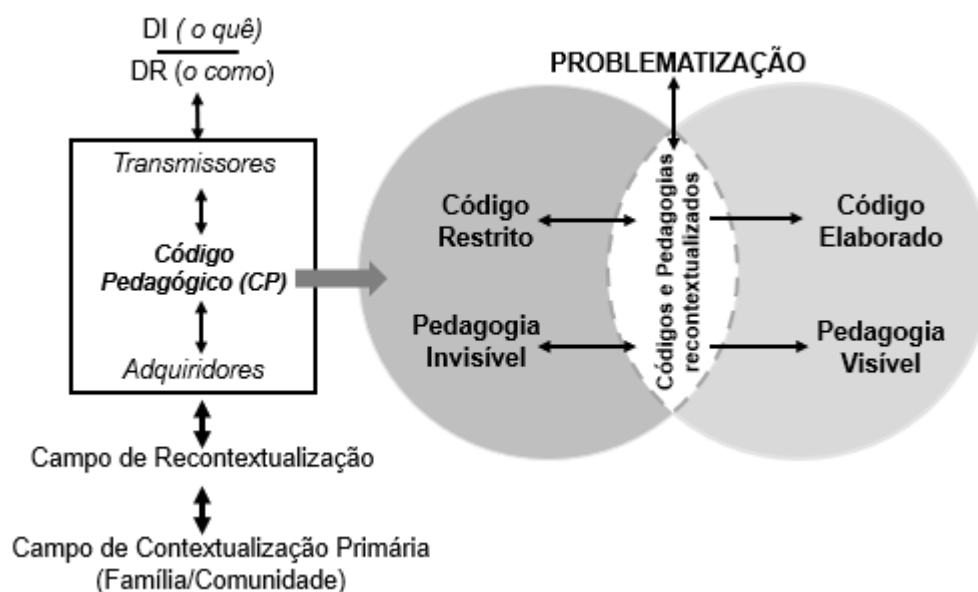 DI ( o quê)
DR (o como)
Transmissores
Código
Pedagógico (CP)
Adquiridores
Campo de Recontextualização
Campo de Contextualização Primária
(Família/Comunidade)
PROBLEMATIZAÇÃO
Código
Restrito
Pedagogia
Invisível
Códigos e Pedagogias
recontextualizados
Código
Elaborado
Pedagogia
Visível